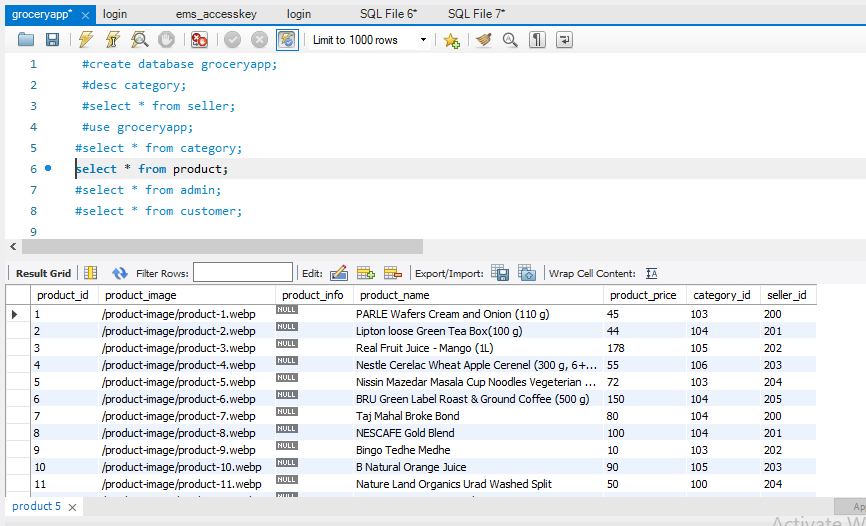 groceryapp* × login ems_accesskey login SQL File 6* SQL File 7*
Limit to 1000 rows
1 #create database groceryapp;
2 #desc category;
3 #select * from seller;
4 #use groceryapp;
5 #select * from category;
6 select * from product;
7 #select * from admin;
8 #select * from customer;
9
Result Grid Filter Rows: Edit: Export/Import: Wrap Cell Content: IA
product_id product_image product_info product_name product_price category_id seller_id
1 /product-image/product-1.webp NULL PARLE Wafers Cream and Onion (110 g) 45 103 200
2 /product-image/product-2.webp NULL Lipton loose Green Tea Box(100 g) 44 104 201
3 /product-image/product-3.webp NULL Real Fruit Juice - Mango (1L) 178 105 202
4 /product-image/product-4.webp NULL Nestle Cerelac Wheat Apple Cerenel (300 g, 6+... 55 106 203
5 /product-image/product-5.webp NULL Nissin Mazedar Masala Cup Noodles Vegeterian ... 72 103 204
6 /product-image/product-6.webp NULL BRU Green Label Roast & Ground Coffee (500 g) 150 104 205
7 /product-image/product-7.webp NULL Taj Mahal Broke Bond 80 104 200
8 /product-image/product-8.webp NULL NESCAFE Gold Blend 100 104 201
9 /product-image/product-9.webp NULL Bingo Tedhe Medhe 10 103 202
10 /product-image/product-10.webp NULL B Natural Orange Juice 90 105 203
11 /product-image/product-11.webp NULL Nature Land Organics Urad Washed Split 50 100 204
NULL
product 5 × Ap
Activate W